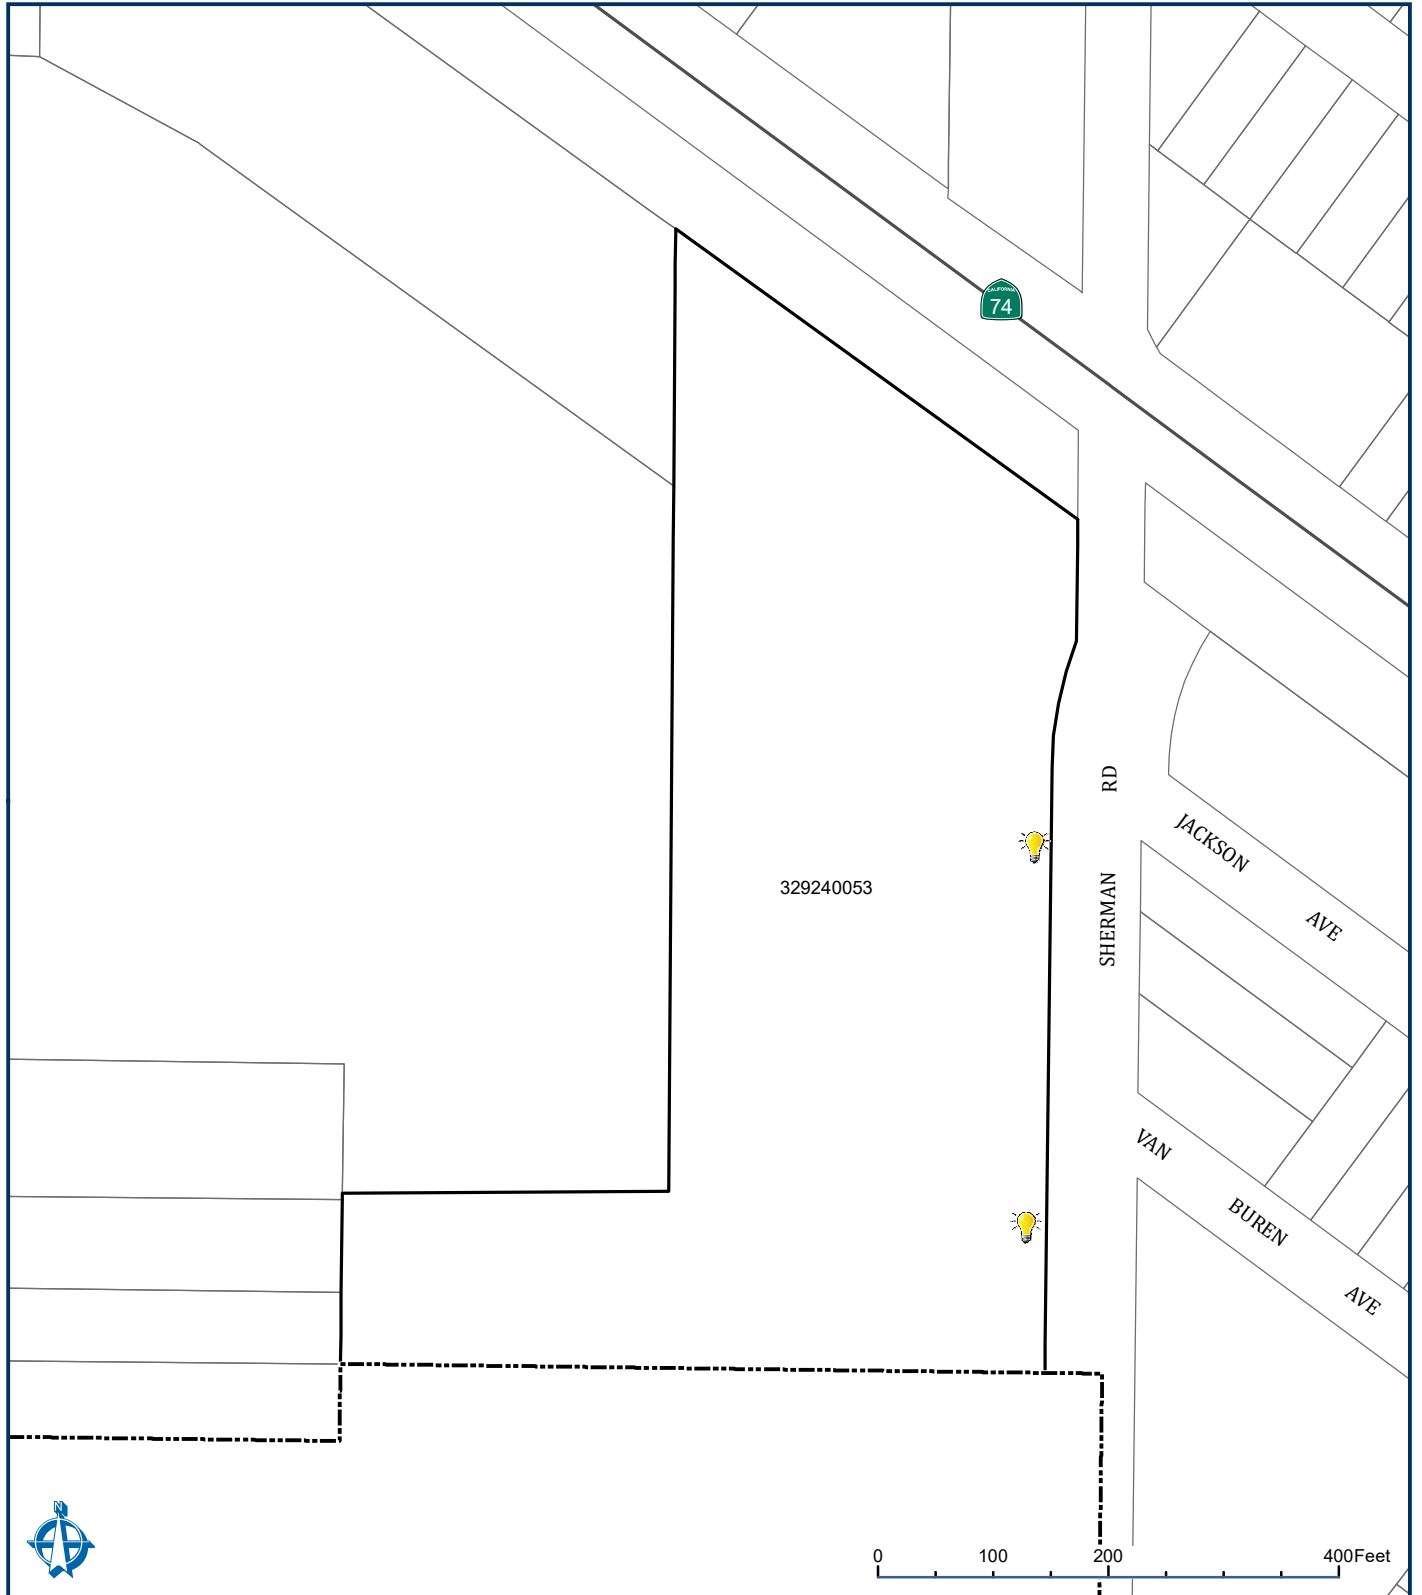 CALIFORNIA
74
RD
JACKSON
AVE
SHERMAN
329240053
VAN
BUREN
AVE
N
0 100 200 400Feet